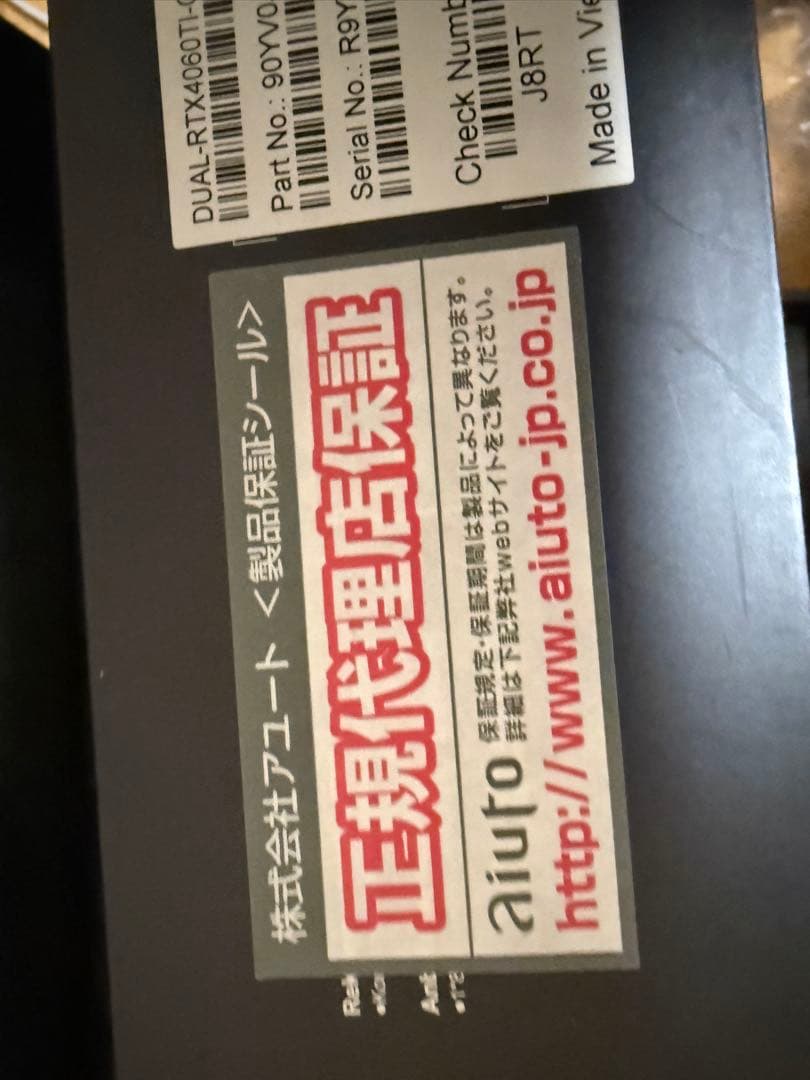 株式会社アユート <製品保証シール>
正規代理店保証
aiuto
保証規定・保証期間は製品によって異なります。
詳細は下記弊社webサイトをご覧ください。
http://www.aiuto-jp.co.jp
DUAL-RTX4060TI-
Part No.: 90YV0
Serial No.: R9Y
Check Numb
J8RT
Made in Vie
Rek
Ant